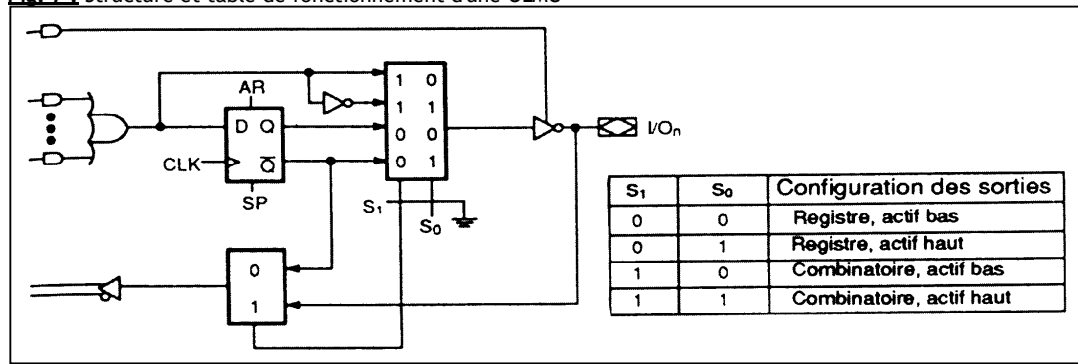 Fig. 7 : Structure et table de fonctionnement d'une OLMC
AR
D Q
CLK
Q
SP
1 0
1 1
0 0
0 1
S1
S0
I/On
0
1
S1 S0 Configuration des sorties
0 0 Registre, actif bas
0 1 Registre, actif haut
1 0 Combinatoire, actif bas
1 1 Combinatoire, actif haut